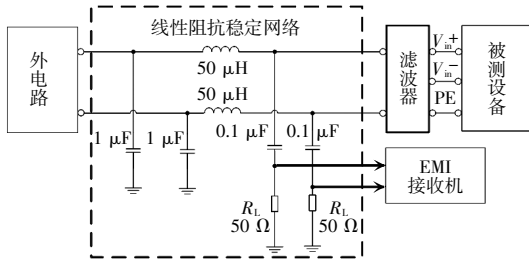 线性阻抗稳定网络
外电路
50 μH
50 μH
1 μF
1 μF
0.1 μF
0.1 μF
滤波器
V_in+
V_in−
PE
被测设备
EMI
接收机
R_L
50 Ω
R_L
50 Ω